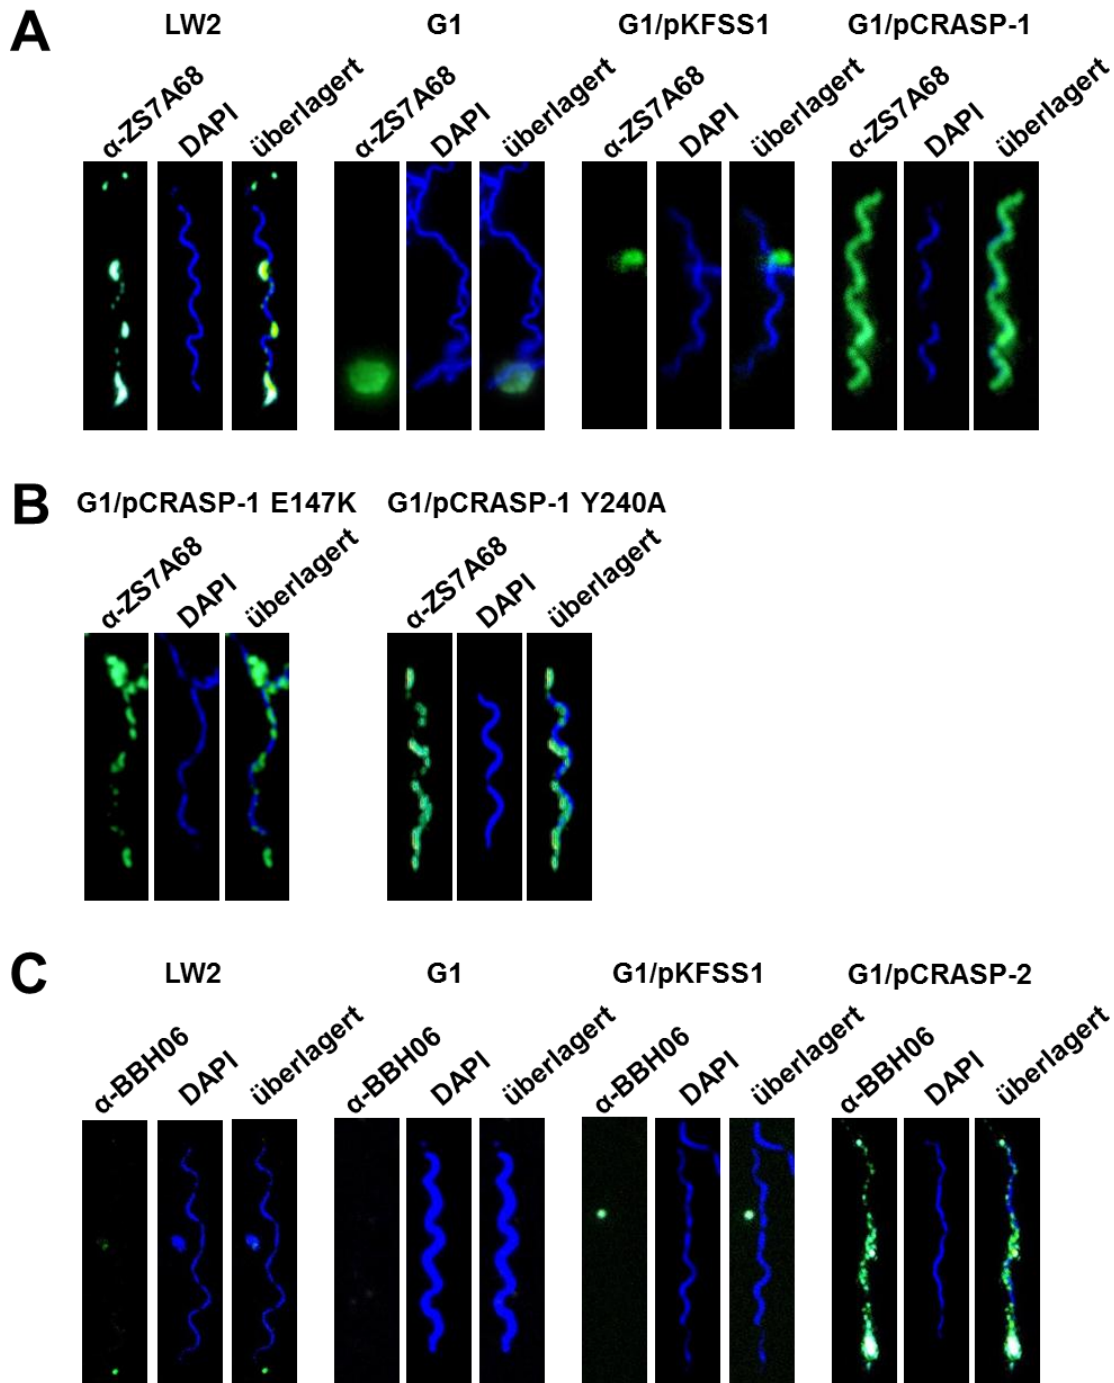 A
LW2 G1 G1/pKFSS1 G1/pCRASP-1
α-ZS7A68 DAPI überlagert α-ZS7A68 DAPI überlagert α-ZS7A68 DAPI überlagert α-ZS7A68 DAPI überlagert
B
G1/pCRASP-1 E147K G1/pCRASP-1 Y240A
α-ZS7A68 DAPI überlagert α-ZS7A68 DAPI überlagert
C
LW2 G1 G1/pKFSS1 G1/pCRASP-2
α-BBH06 DAPI überlagert α-BBH06 DAPI überlagert α-BBH06 DAPI überlagert α-BBH06 DAPI überlagert